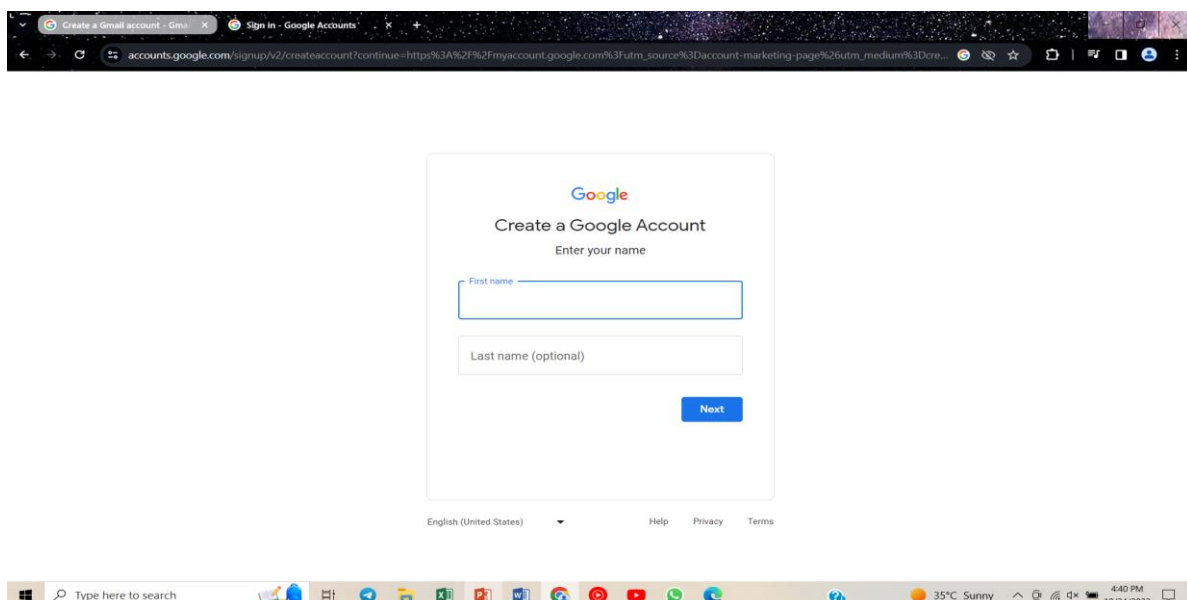 Create a Gmail account - Gma
Sign in - Google Accounts
accounts.google.com/signup/v2/createaccount?continue=https%3A%2F%2Fmyaccount.google.com%3Futm_source%3Daccount-marketing-page%26utm_medium%3Dcre...
Google
Create a Google Account
Enter your name
First name
Last name (optional)
Next
English (United States)
Help Privacy Terms
Type here to search
35°C Sunny
4:40 PM